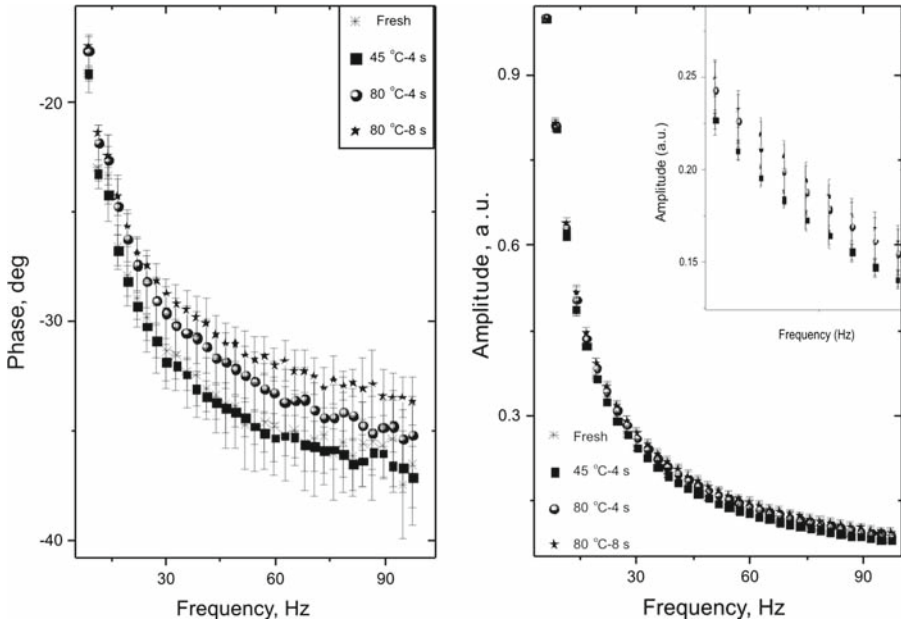 Fresh
45 °C-4 s
80 °C-4 s
80 °C-8 s
-20
-30
-40
Phase, deg
30
60
90
Frequency, Hz
0.9
0.6
0.3
Amplitude, a.u.
0.25
0.20
0.15
Amplitude (a.u.)
Frequency (Hz)
Fresh
45 °C-4 s
80 °C-4 s
80 °C-8 s
30
60
90
Frequency, Hz